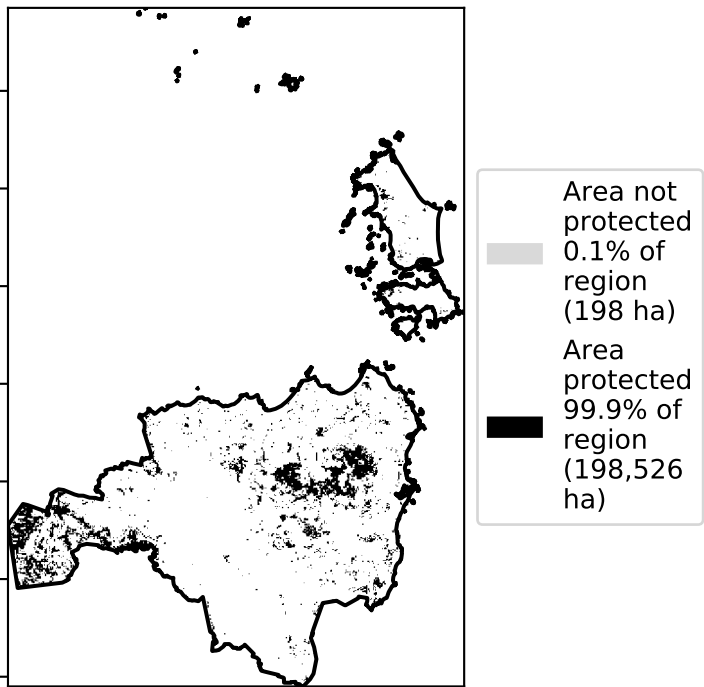 Area not
protected
0.1% of
region
(198 ha)
Area
protected
99.9% of
region
(198,526
ha)